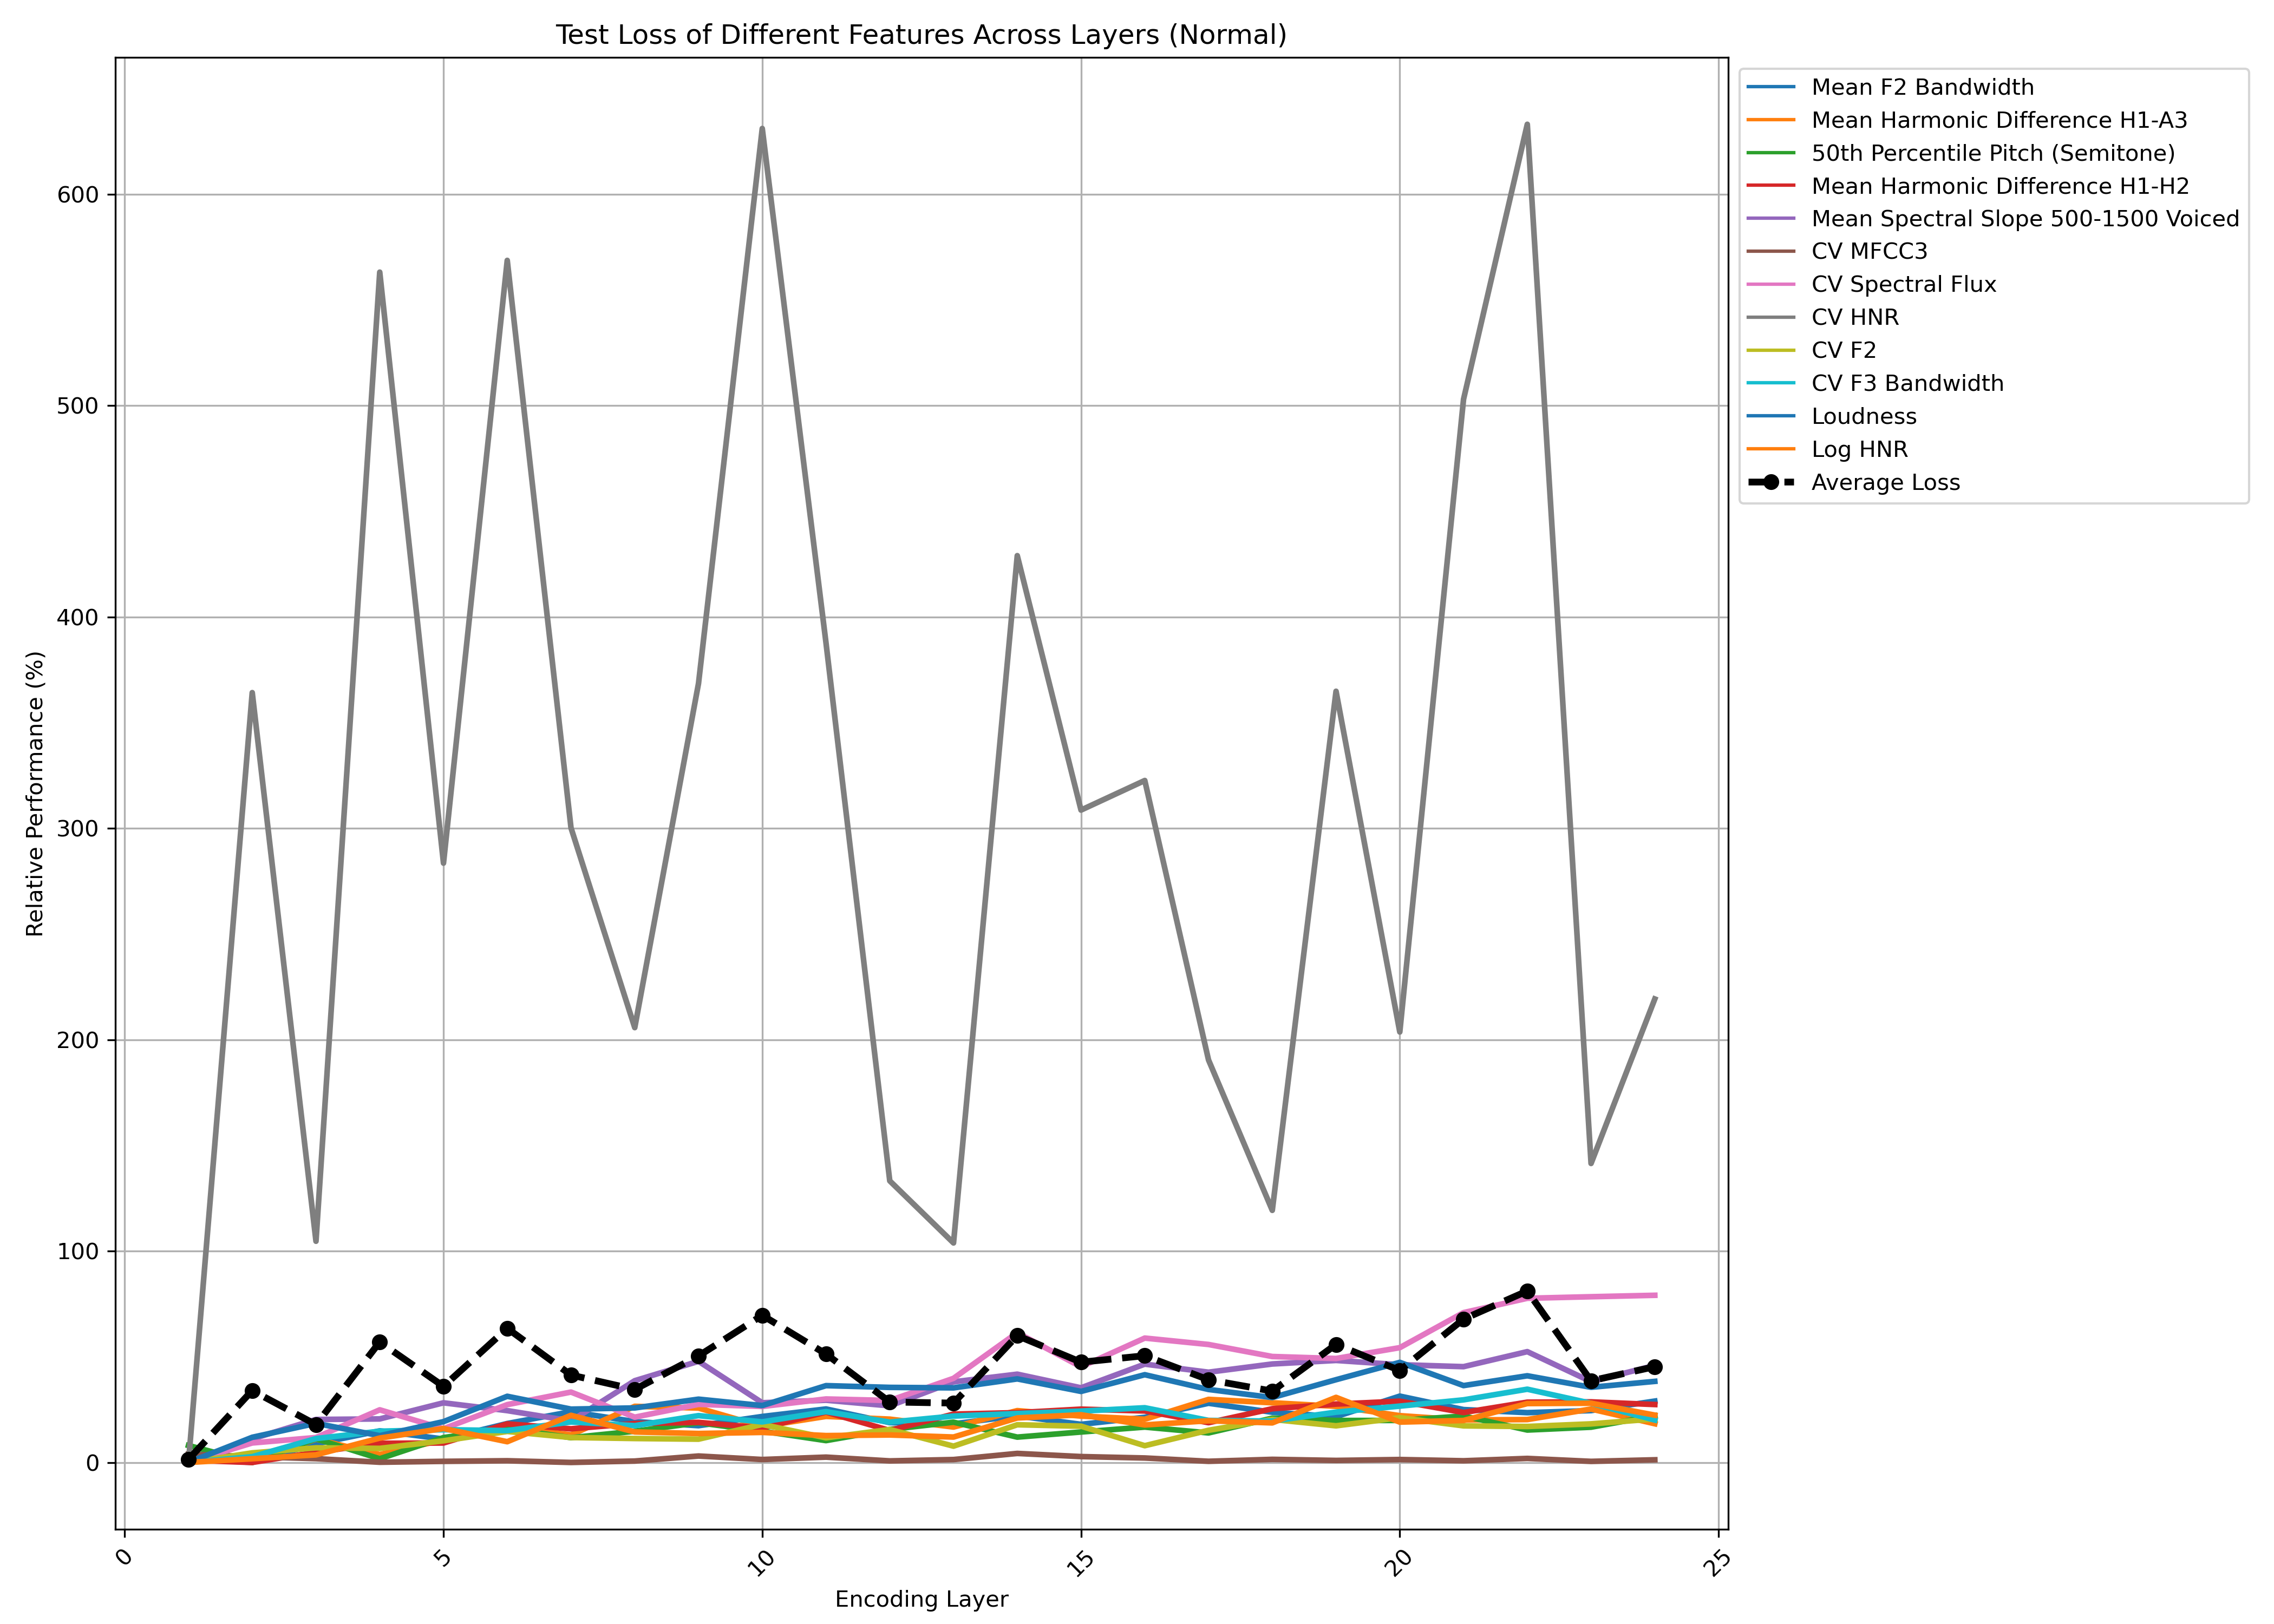 Test Loss of Different Features Across Layers (Normal)
Mean F2 Bandwidth
Mean Harmonic Difference H1-A3
50th Percentile Pitch (Semitone)
Mean Harmonic Difference H1-H2
Mean Spectral Slope 500-1500 Voiced
CV MFCC3
CV Spectral Flux
CV HNR
CV F2
CV F3 Bandwidth
Loudness
Log HNR
Average Loss
Relative Performance (%)
600
500
400
300
200
100
0
0
5
10
15
20
25
Encoding Layer